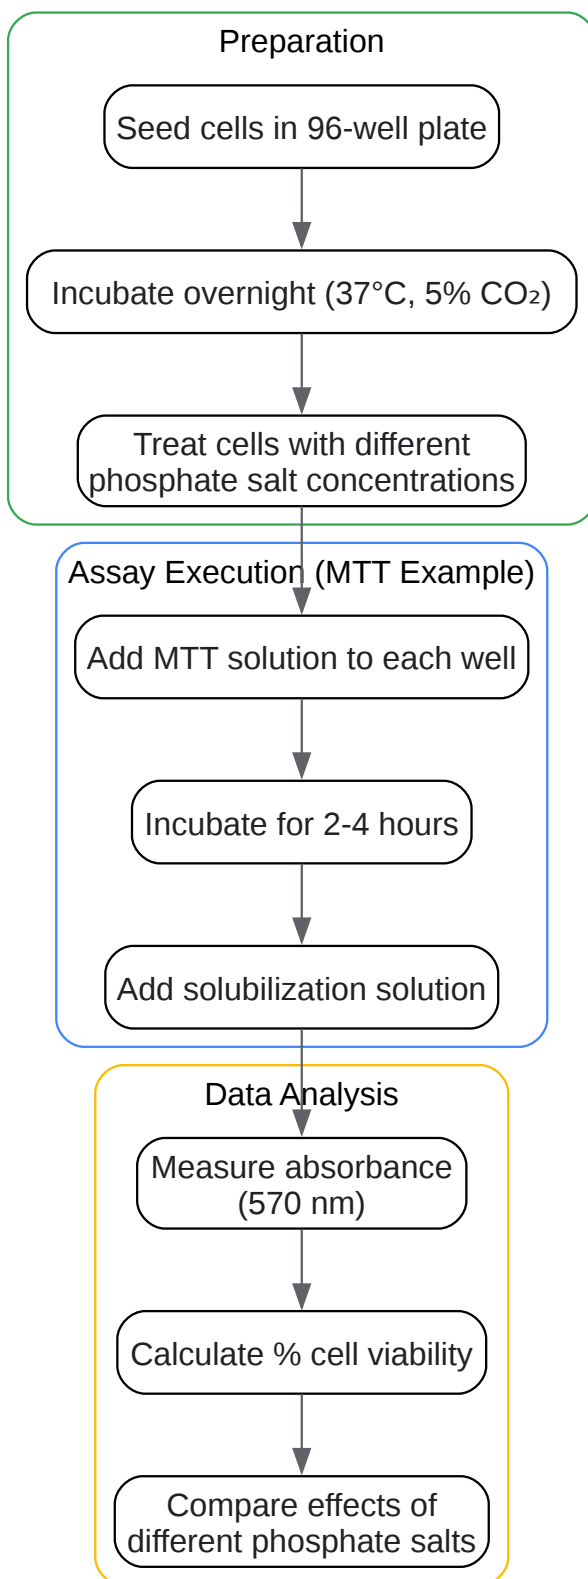 Preparation
Seed cells in 96-well plate
Incubate overnight (37°C, 5% CO₂)
Treat cells with different
phosphate salt concentrations
Assay Execution (MTT Example)
Add MTT solution to each well
Incubate for 2-4 hours
Add solubilization solution
Data Analysis
Measure absorbance
(570 nm)
Calculate % cell viability
Compare effects of
different phosphate salts